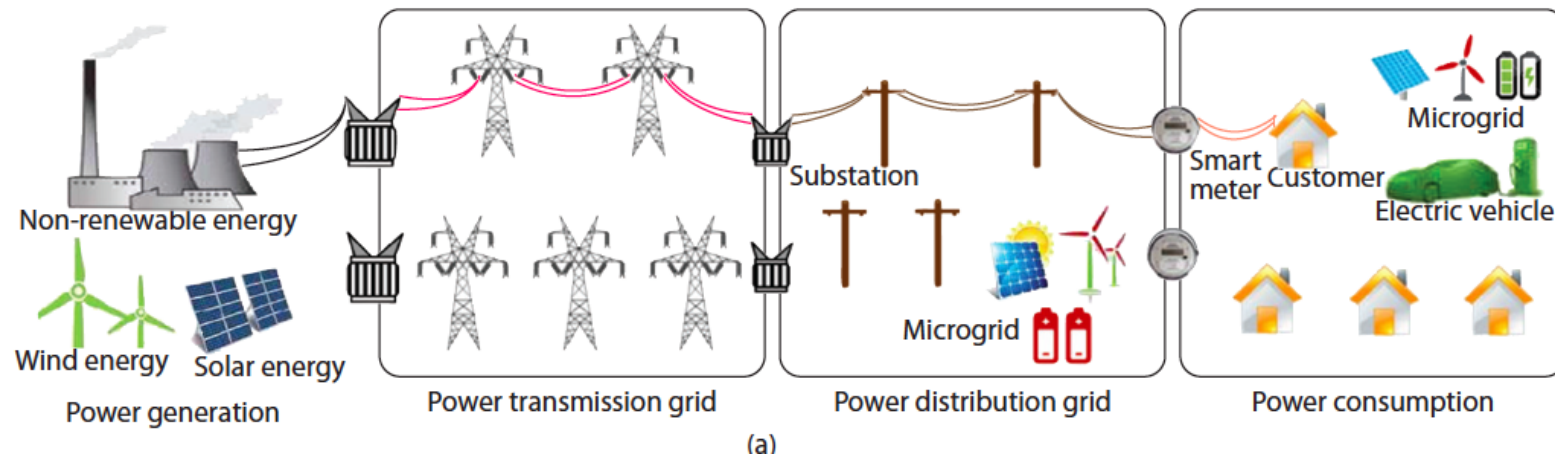 Non-renewable energy
Wind energy
Solar energy
Power generation
Power transmission grid
Substation
Microgrid
Power distribution grid
Smart
meter
Customer
Microgrid
Electric vehicle
Power consumption
(a)